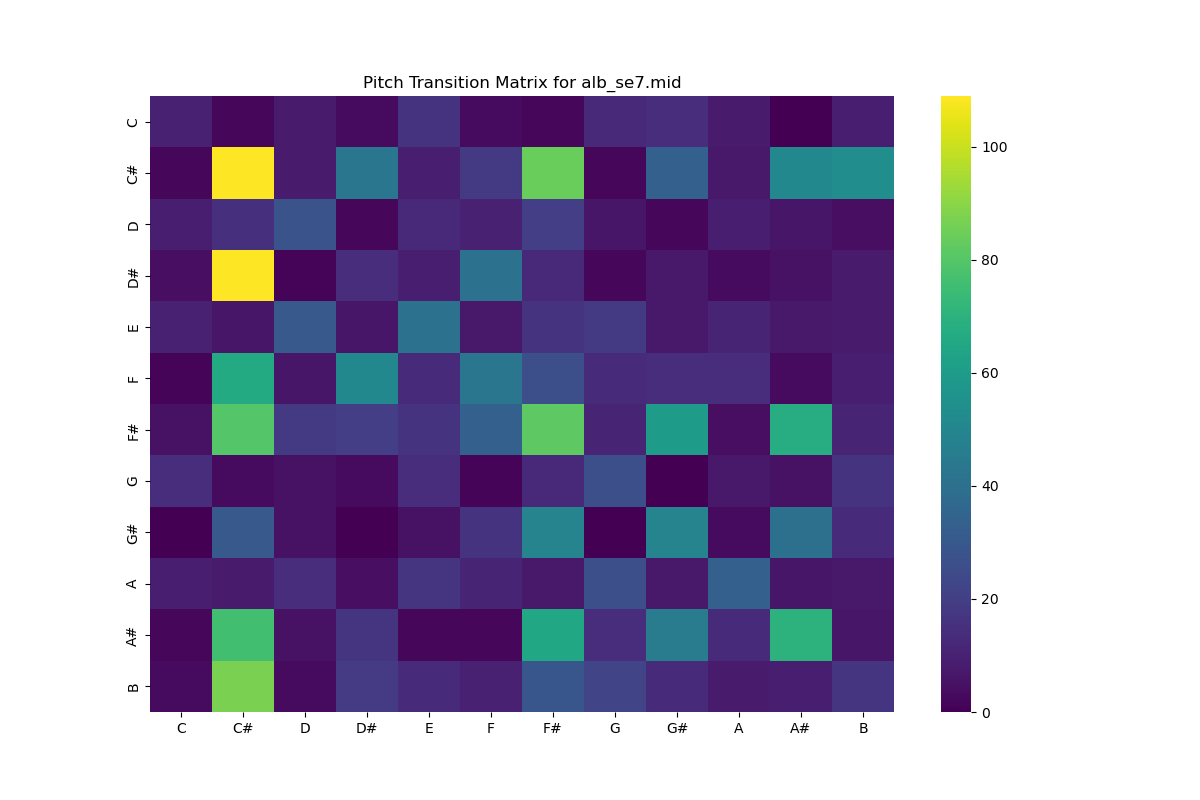 Pitch Transition Matrix for alb_se7.mid
C
C#
D
D#
E
F
F#
G
G#
A
A#
B
C C# D D# E F F# G G# A A# B
100
80
60
40
20
0